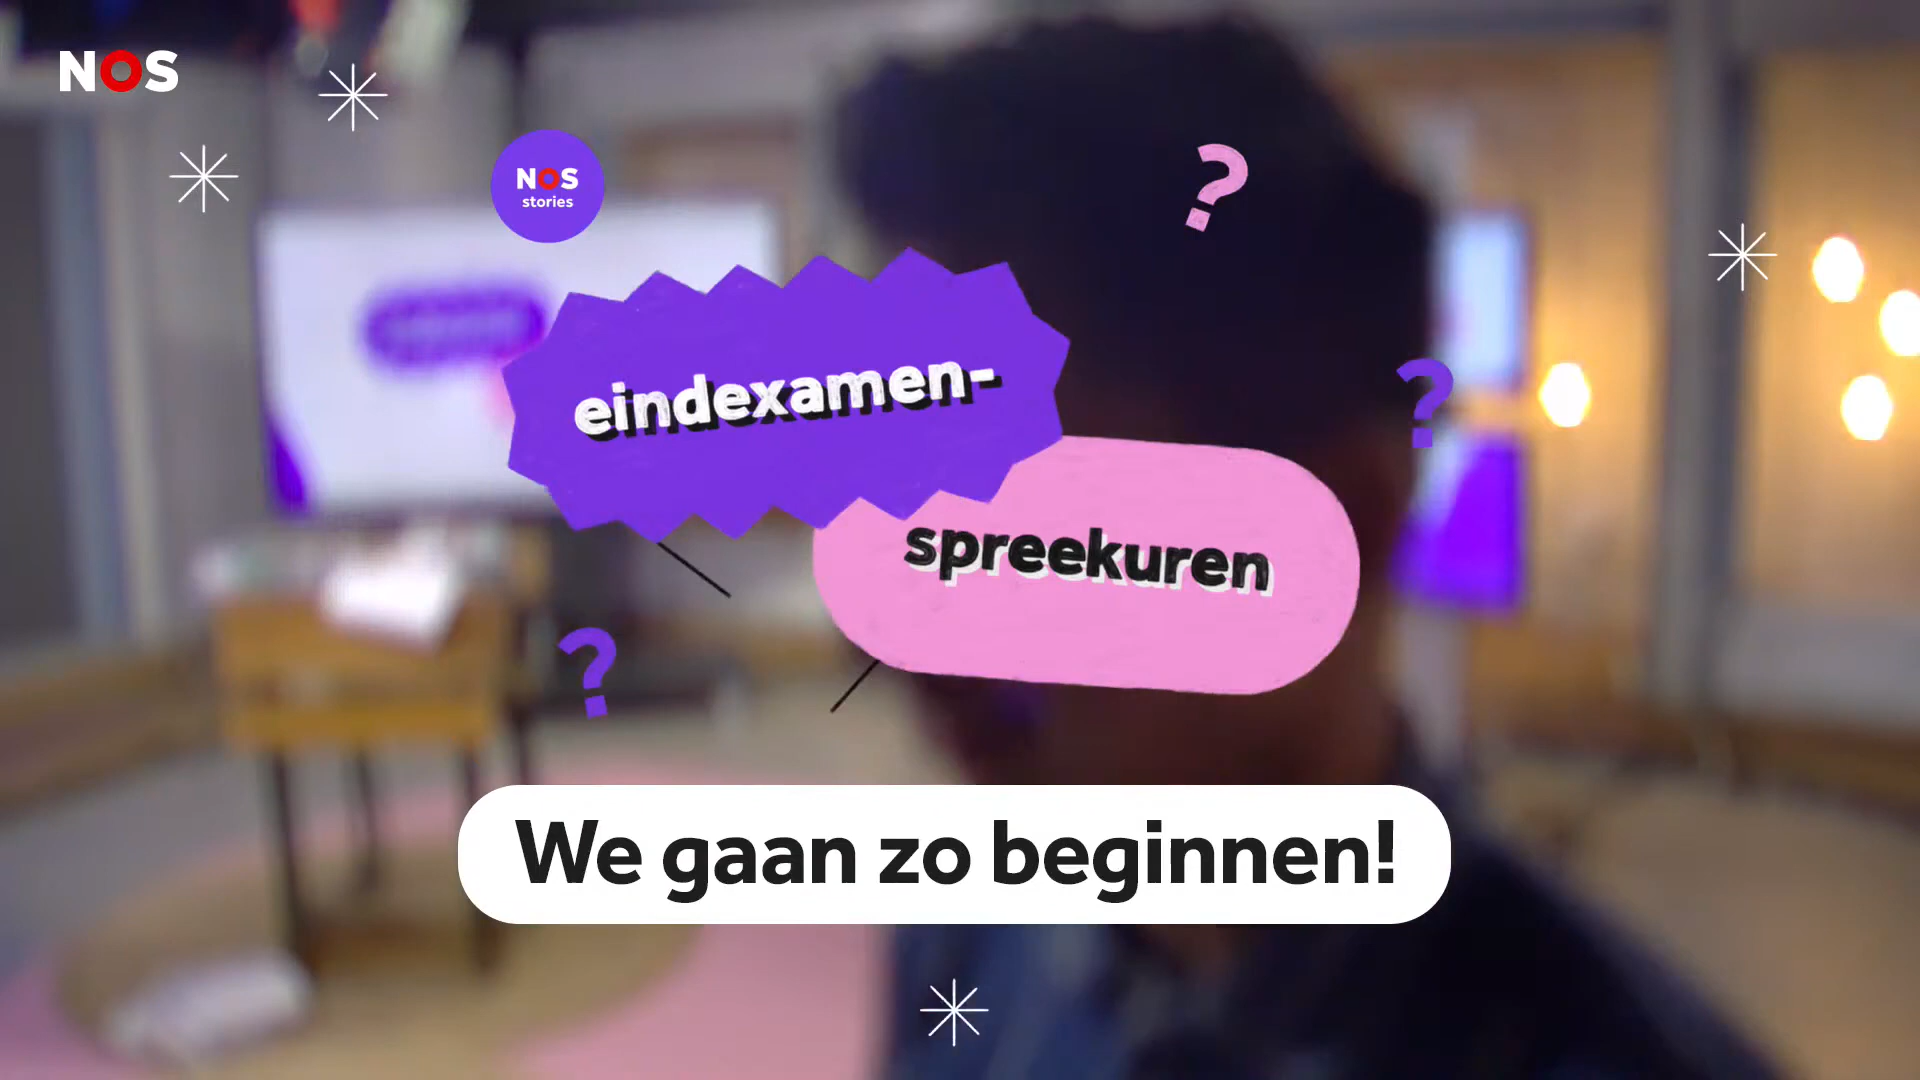 NOS
NOS
stories
eindexamen-
spreekuren
We gaan zo beginnen!